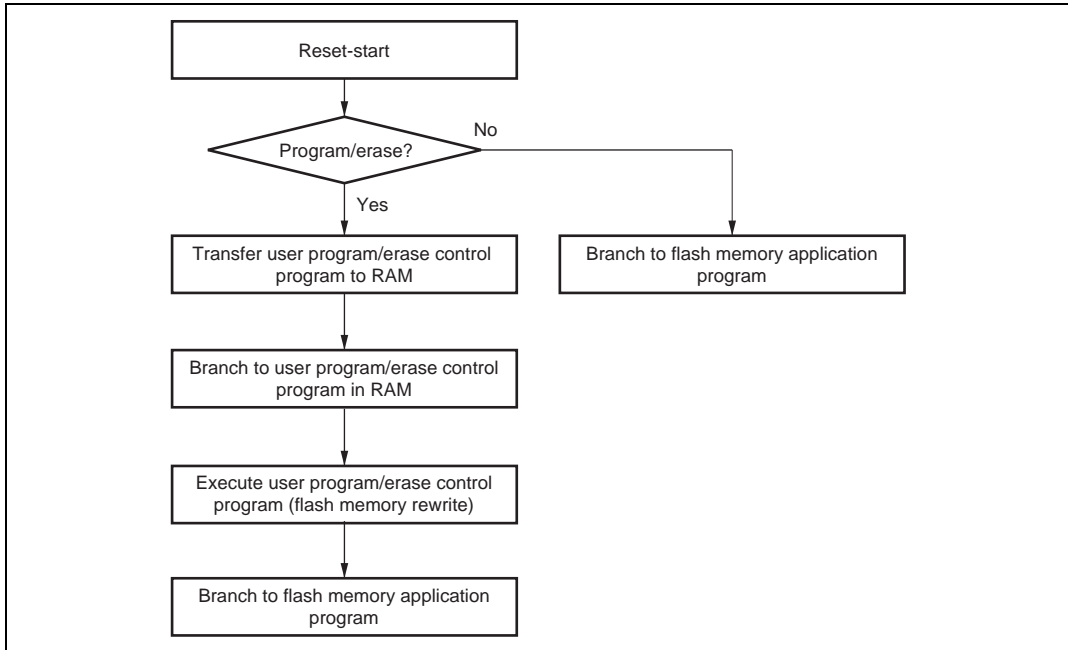 Reset-start
No
Program/erase?
Yes
Transfer user program/erase control
program to RAM
Branch to flash memory application
program
Branch to user program/erase control
program in RAM
Execute user program/erase control
program (flash memory rewrite)
Branch to flash memory application
program